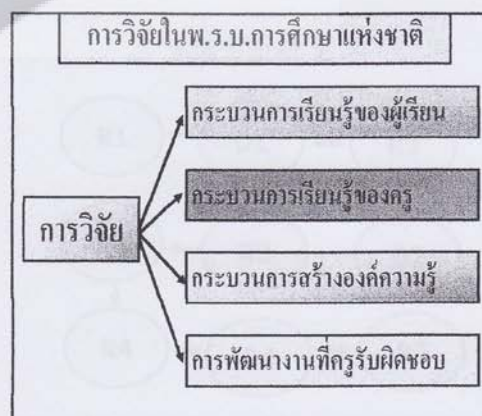 การวิจัยในพ.ร.บ.การศึกษาแห่งชาติ
กระบวนการเรียนรู้ของผู้เรียน
กระบวนการเรียนรู้ของครู
การวิจัย
กระบวนการสร้างองค์ความรู้
การพัฒนางานที่ครูรับผิดชอบ